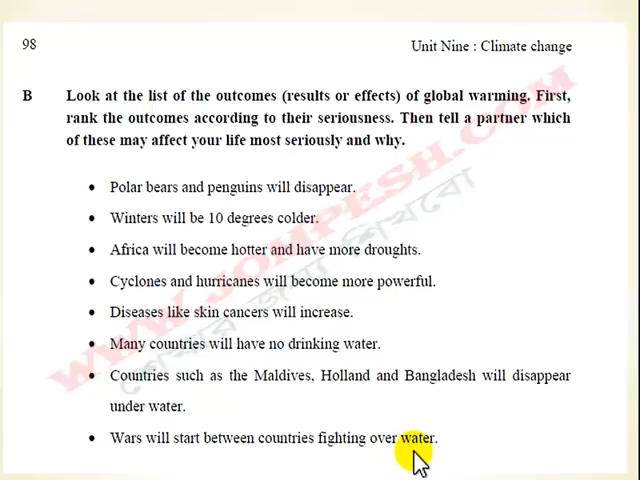 98
Unit Nine : Climate change
B Look at the list of the outcomes (results or effects) of global warming. First,
rank the outcomes according to their seriousness. Then tell a partner which
of these may affect your life most seriously and why.
• Polar bears and penguins will disappear.
• Winters will be 10 degrees colder.
• Africa will become hotter and have more droughts.
• Cyclones and hurricanes will become more powerful.
• Diseases like skin cancers will increase.
• Many countries will have no drinking water.
• Countries such as the Maldives, Holland and Bangladesh will disappear
under water.
• Wars will start between countries fighting over water.
WWW.JOMPESH.COM
শেখার জন্য শিখবো